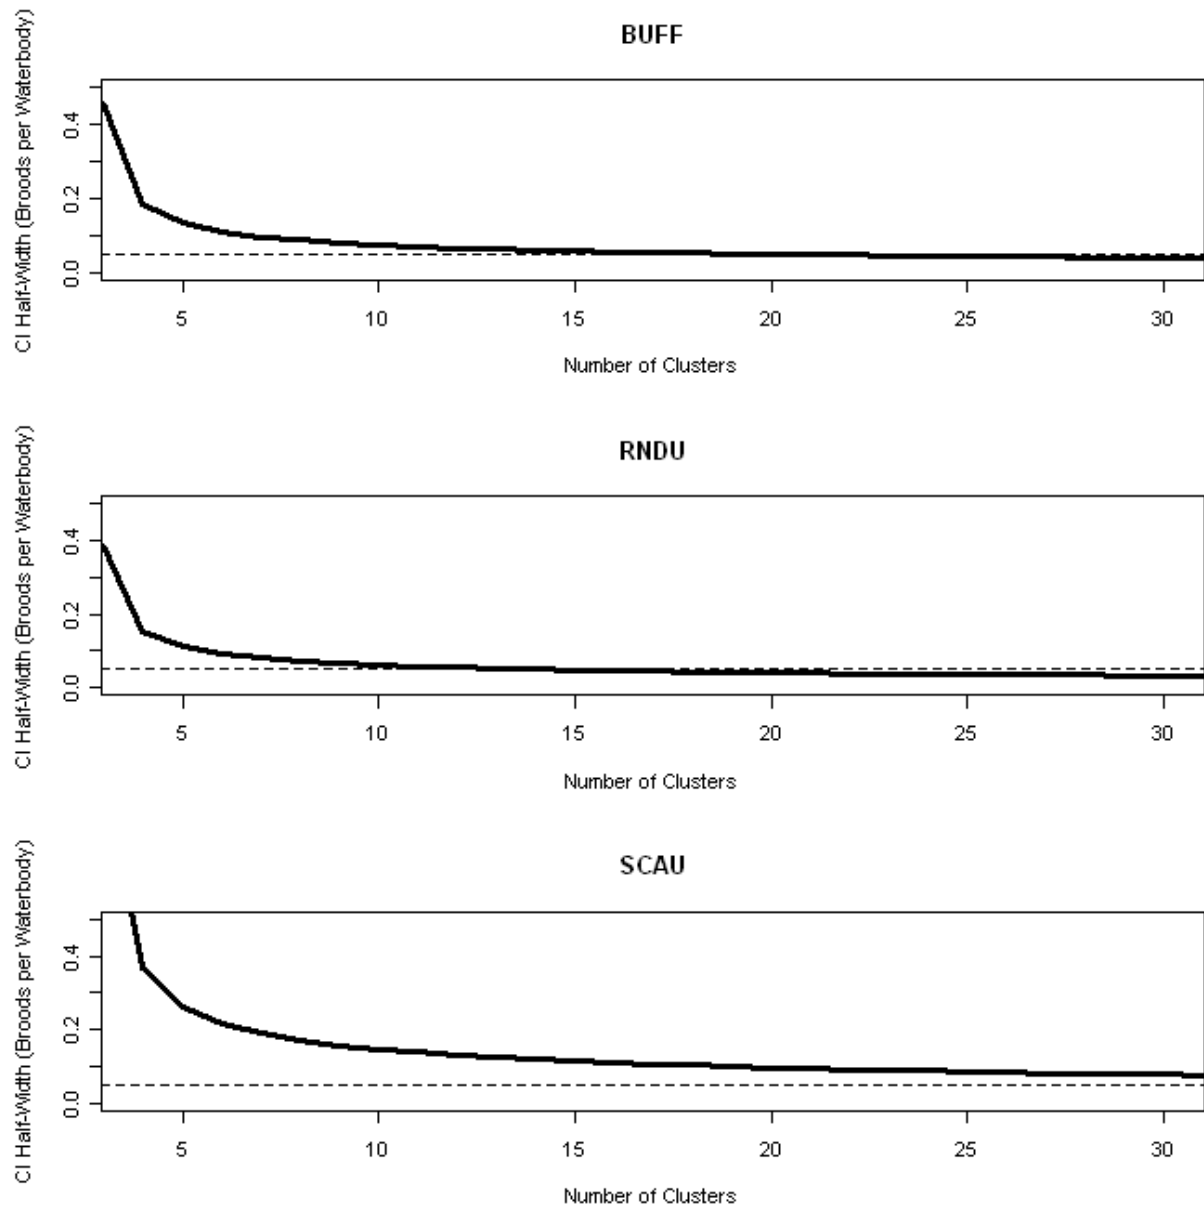 BUFF
CI Half-Width (Broods per Waterbody)
0.4
0.2
0.0
5 10 15 20 25 30
Number of Clusters
RNDU
CI Half-Width (Broods per Waterbody)
0.4
0.2
0.0
5 10 15 20 25 30
Number of Clusters
SCAU
CI Half-Width (Broods per Waterbody)
0.4
0.2
0.0
5 10 15 20 25 30
Number of Clusters